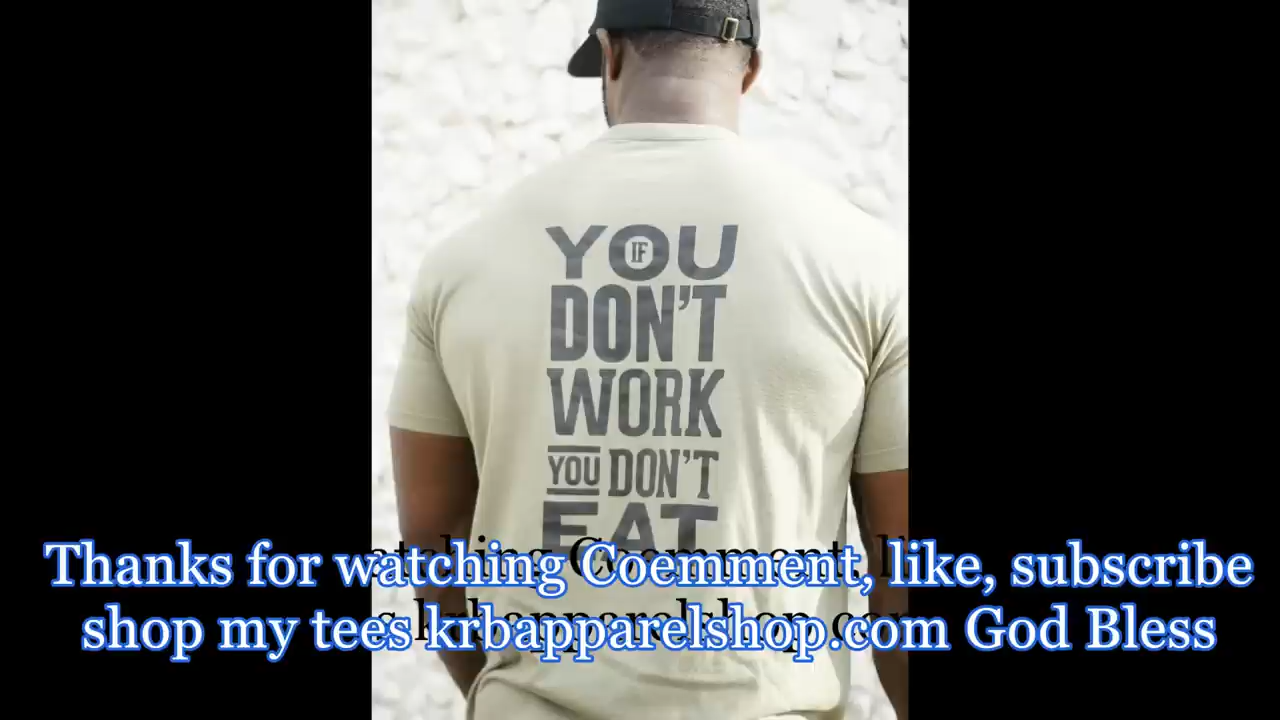 YOU
IF
DON'T
WORK
YOU DON'T
EAT
Thanks for watching Coemment, like, subscribe
shop my tees krbapparelshop.com God Bless